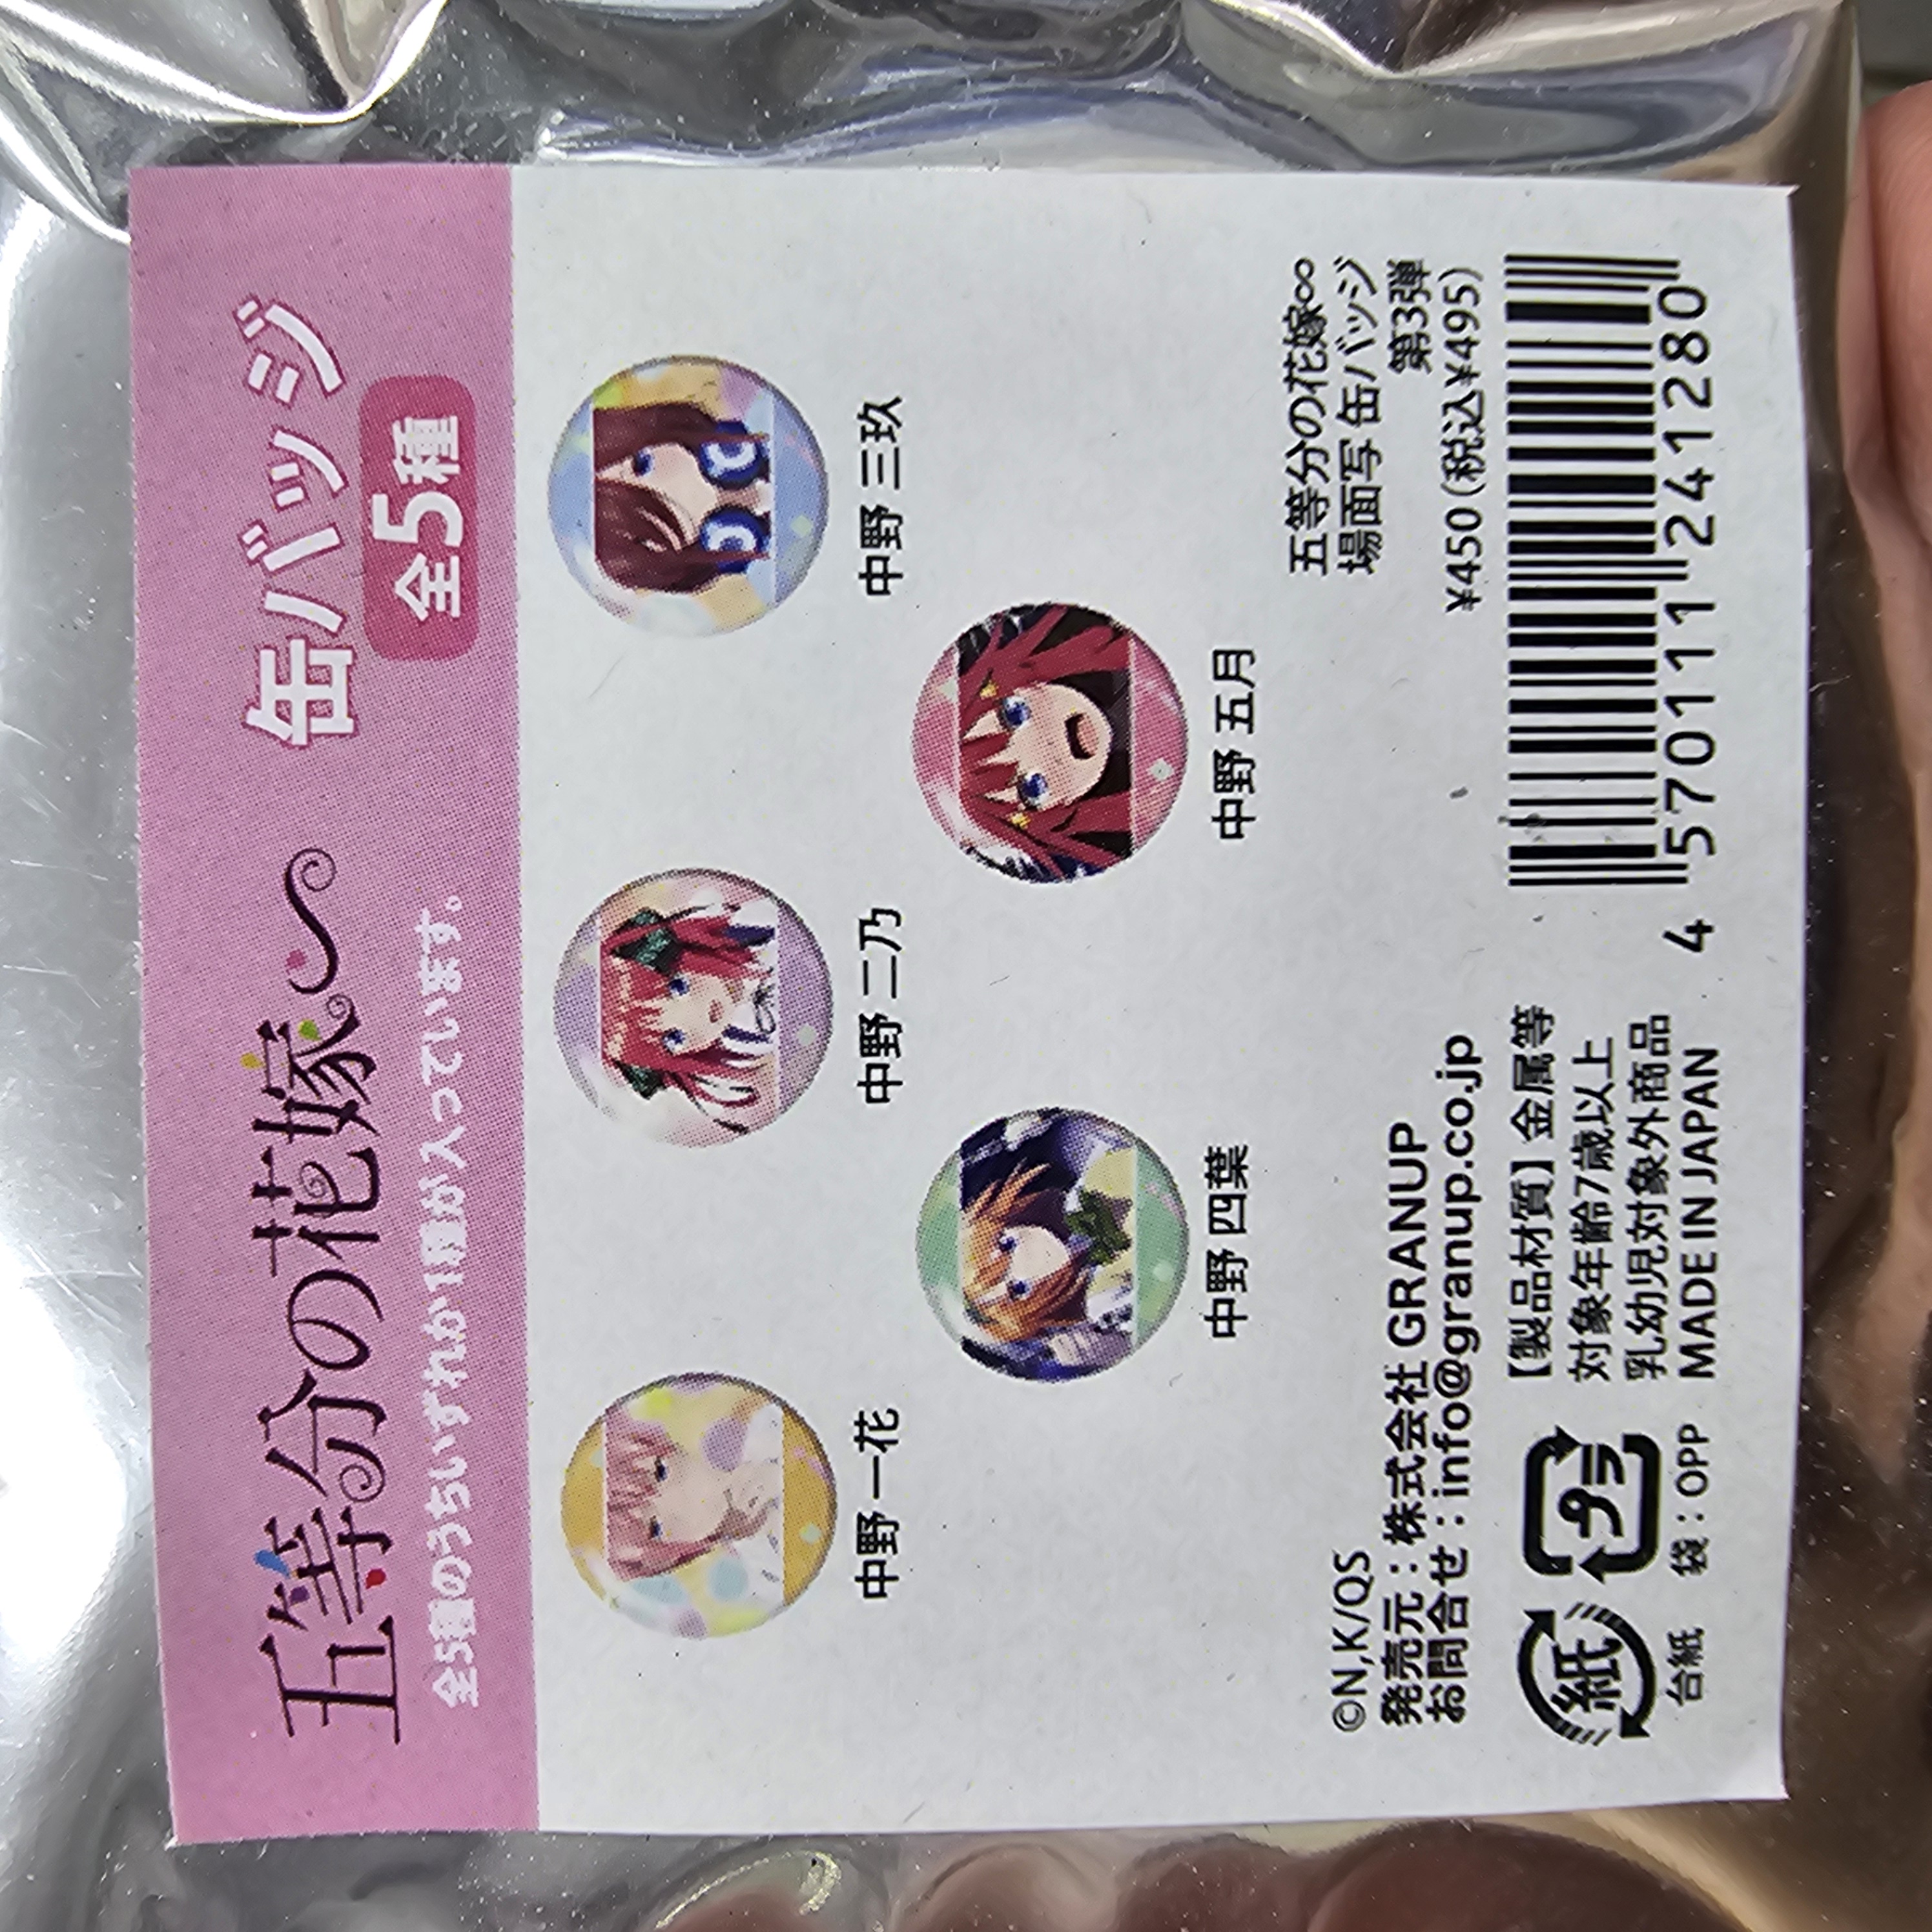 五等分の花嫁∽
缶バッジ
全5種
全5種のうちいずれか1種が入っています。
中野 一花
中野 二乃
中野 三玖
中野 四葉
中野 五月
五等分の花嫁∽
場面写 缶バッジ
第3弾
¥450(税込¥495)
©N,K/QS
発売元:株式会社 GRANUP
お問合せ:info@granup.co.jp
【製品材質】金属等
対象年齢7歳以上
乳幼児対象外商品
MADE IN JAPAN
紙
プラ
台紙
袋:OPP
4 570111 241280